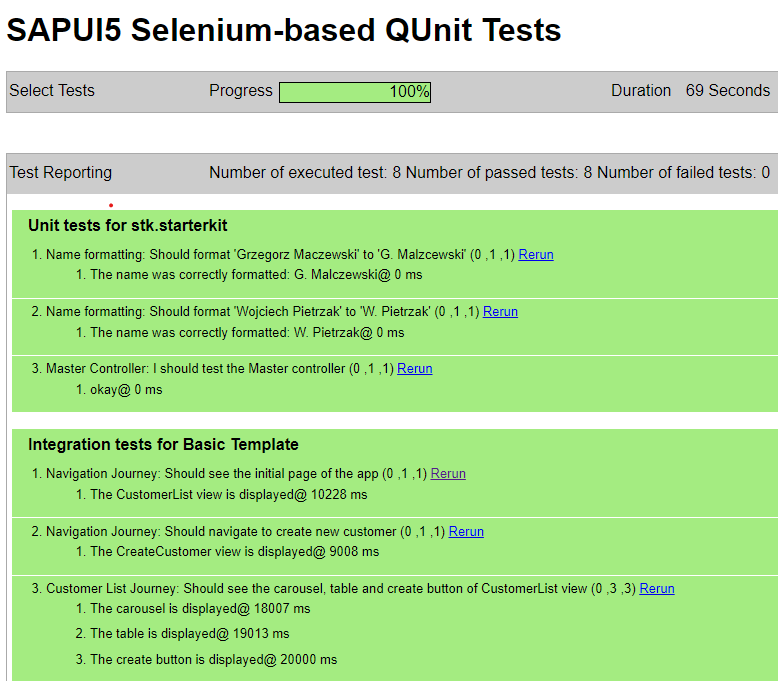 SAPUI5 Selenium-based QUnit Tests
Select Tests Progress 100% Duration 69 Seconds
Test Reporting Number of executed test: 8 Number of passed tests: 8 Number of failed tests: 0
Unit tests for stk.starterkit
1. Name formatting: Should format 'Grzegorz Maczewski' to 'G. Malzcewski' (0 ,1 ,1) Rerun
1. The name was correctly formatted: G. Malczewski@ 0 ms
2. Name formatting: Should format 'Wojciech Pietrzak' to 'W. Pietrzak' (0 ,1 ,1) Rerun
1. The name was correctly formatted: W. Pietrzak@ 0 ms
3. Master Controller: I should test the Master controller (0 ,1 ,1) Rerun
1. okay@ 0 ms
Integration tests for Basic Template
1. Navigation Journey: Should see the initial page of the app (0 ,1 ,1) Rerun
1. The CustomerList view is displayed@ 10228 ms
2. Navigation Journey: Should navigate to create new customer (0 ,1 ,1) Rerun
1. The CreateCustomer view is displayed@ 9008 ms
3. Customer List Journey: Should see the carousel, table and create button of CustomerList view (0 ,3 ,3) Rerun
1. The carousel is displayed@ 18007 ms
2. The table is displayed@ 19013 ms
3. The create button is displayed@ 20000 ms